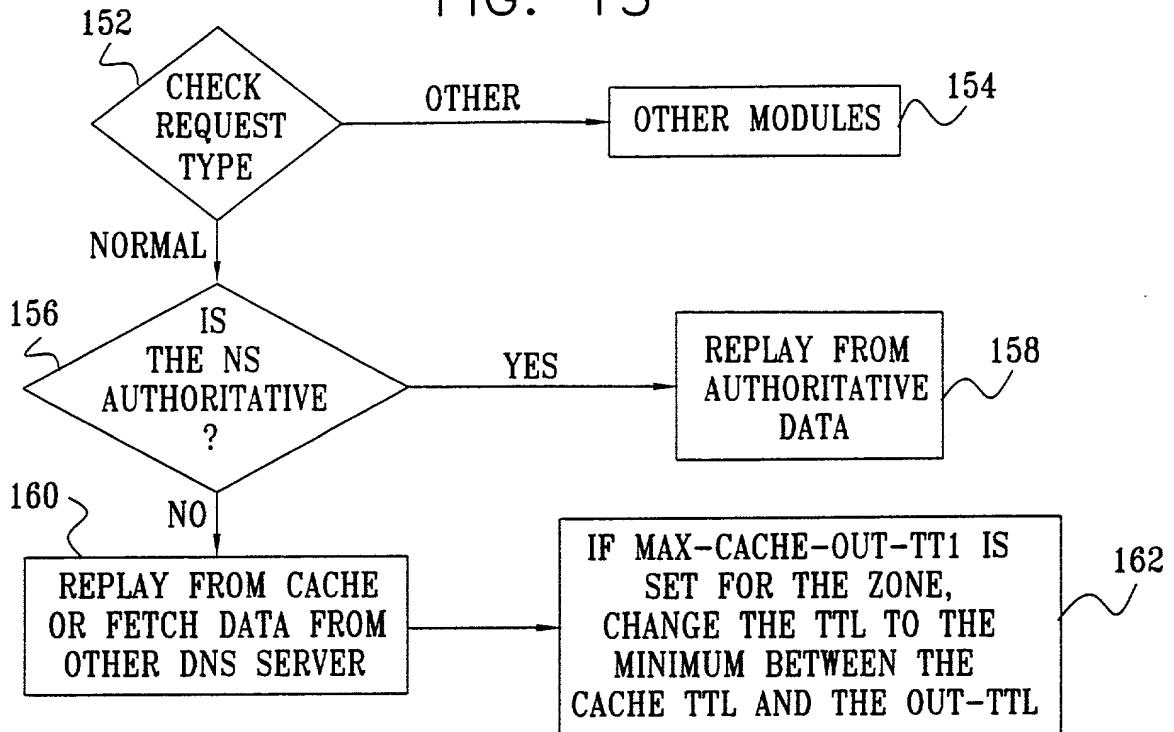 FIG. 15
152
CHECK
REQUEST
TYPE
OTHER
OTHER MODULES
154
NORMAL
156
IS
THE NS
AUTHORITATIVE
?
YES
REPLAY FROM
AUTHORITATIVE
DATA
158
NO
160
REPLAY FROM CACHE
OR FETCH DATA FROM
OTHER DNS SERVER
IF MAX-CACHE-OUT-TT1 IS
SET FOR THE ZONE,
CHANGE THE TTL TO THE
MINIMUM BETWEEN THE
CACHE TTL AND THE OUT-TTL
162